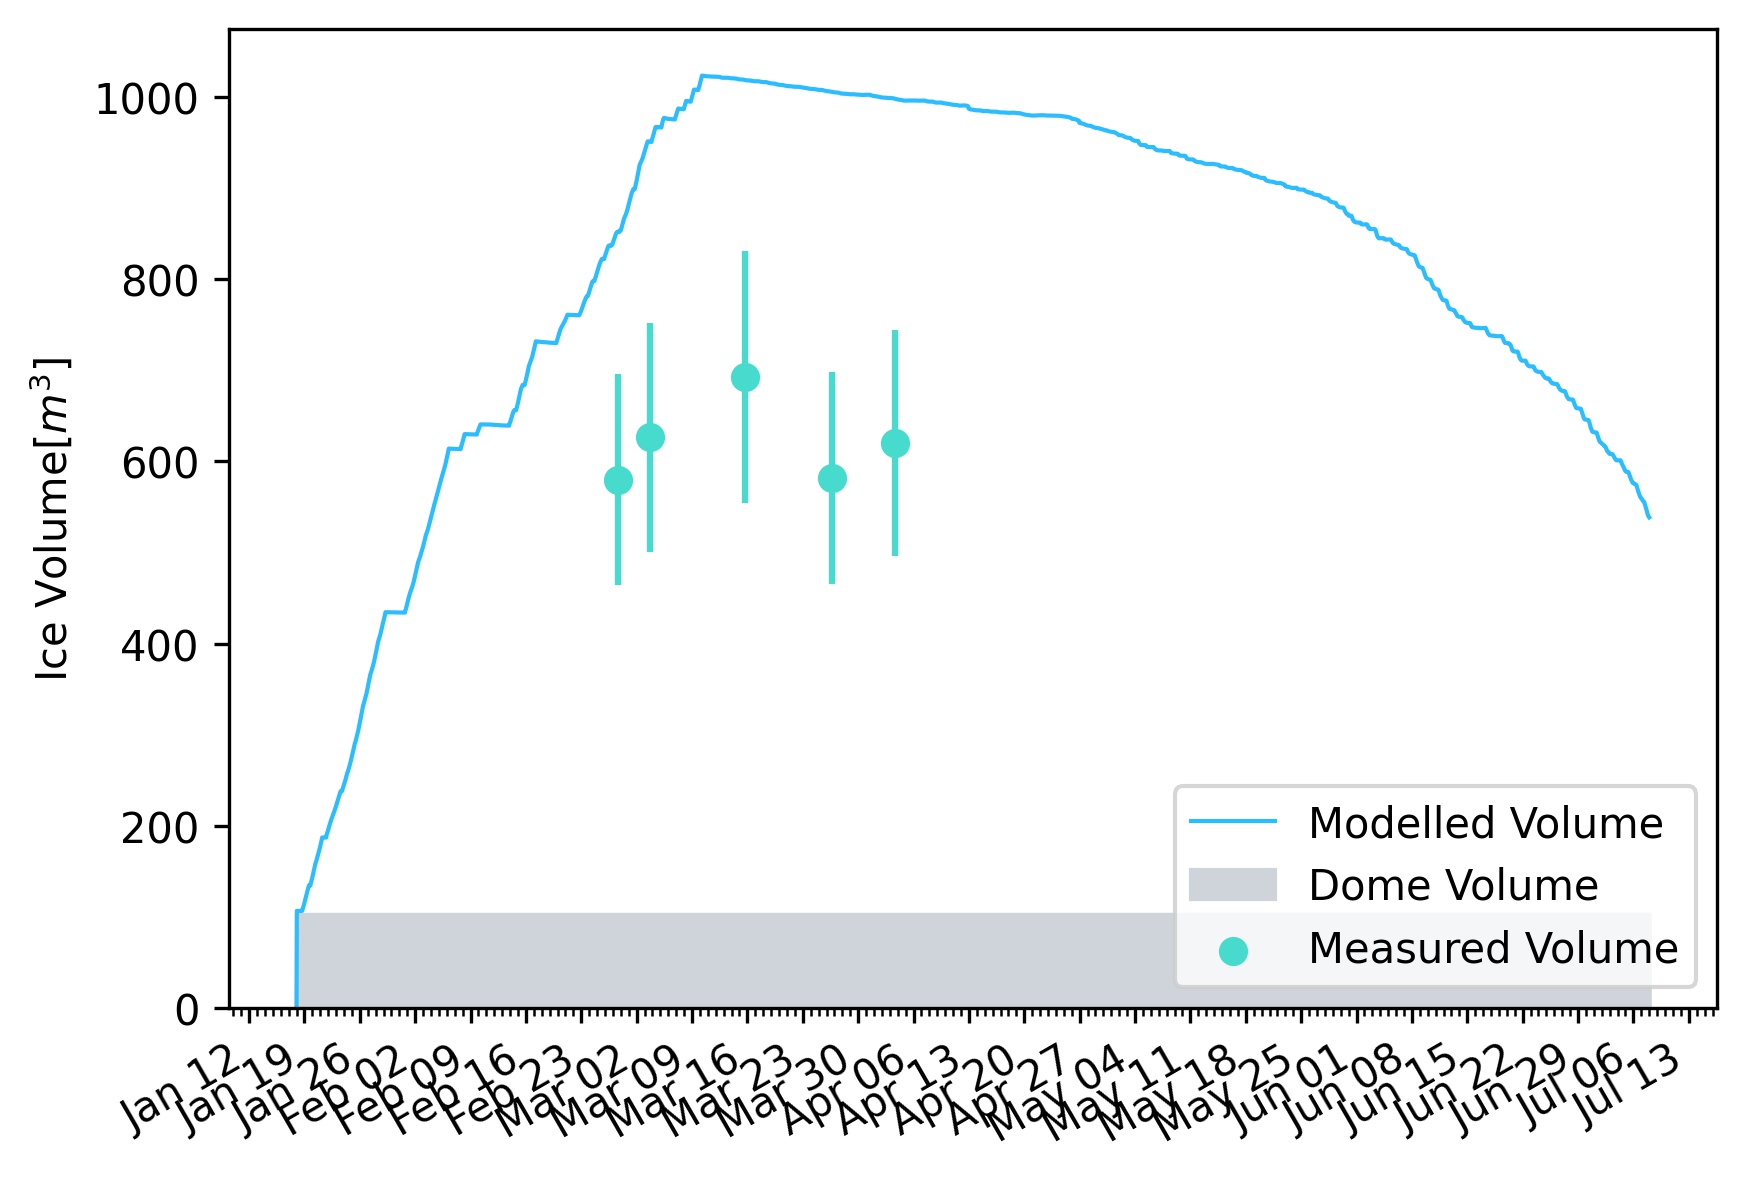 1000
800
600
400
200
0
Ice Volume[m³]
Modelled Volume
Dome Volume
Measured Volume
Jan 12
Jan 19
Jan 26
Feb 02
Feb 09
Feb 16
Feb 23
Mar 02
Mar 09
Mar 16
Mar 23
Mar 30
Apr 06
Apr 13
Apr 20
Apr 27
May 04
May 11
May 18
May 25
Jun 01
Jun 08
Jun 15
Jun 22
Jun 29
Jul 06
Jul 13